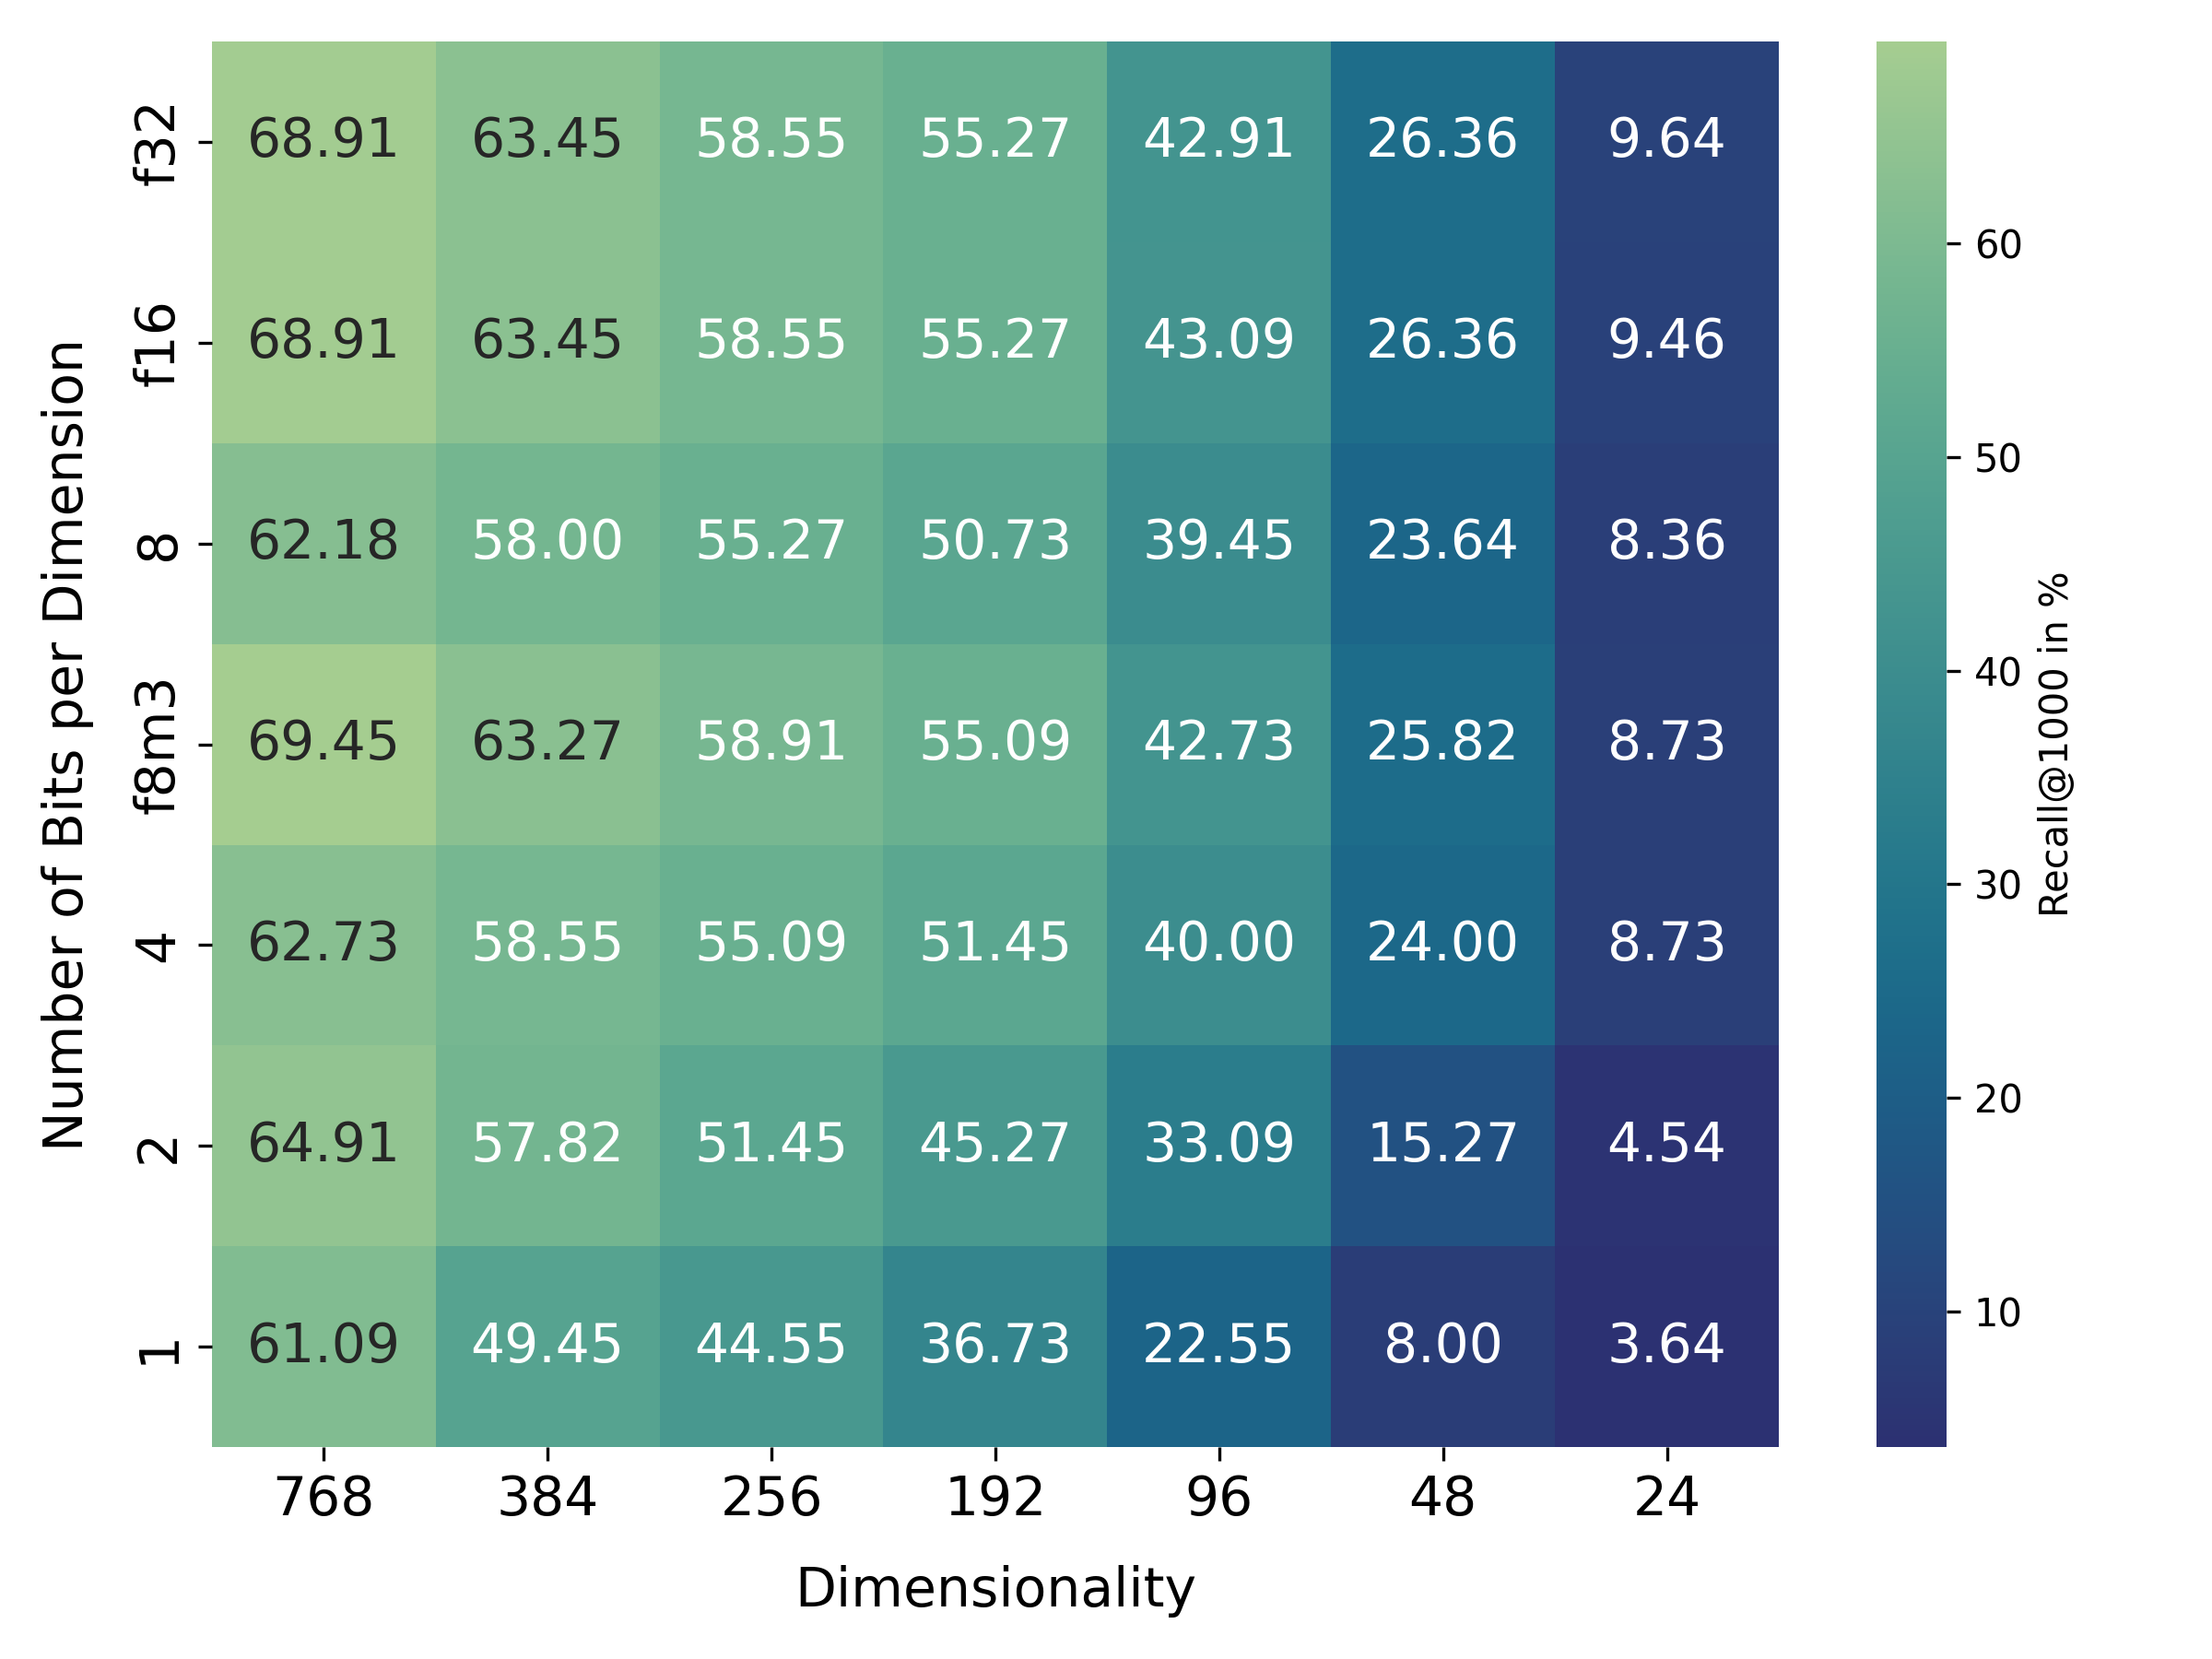 f32 68.91 63.45 58.55 55.27 42.91 26.36 9.64
f16 68.91 63.45 58.55 55.27 43.09 26.36 9.46
8 62.18 58.00 55.27 50.73 39.45 23.64 8.36
f8m3 69.45 63.27 58.91 55.09 42.73 25.82 8.73
4 62.73 58.55 55.09 51.45 40.00 24.00 8.73
2 64.91 57.82 51.45 45.27 33.09 15.27 4.54
1 61.09 49.45 44.55 36.73 22.55 8.00 3.64
768 384 256 192 96 48 24
Dimensionality
Number of Bits per Dimension
60
50
40
30
20
10
Recall@1000 in %